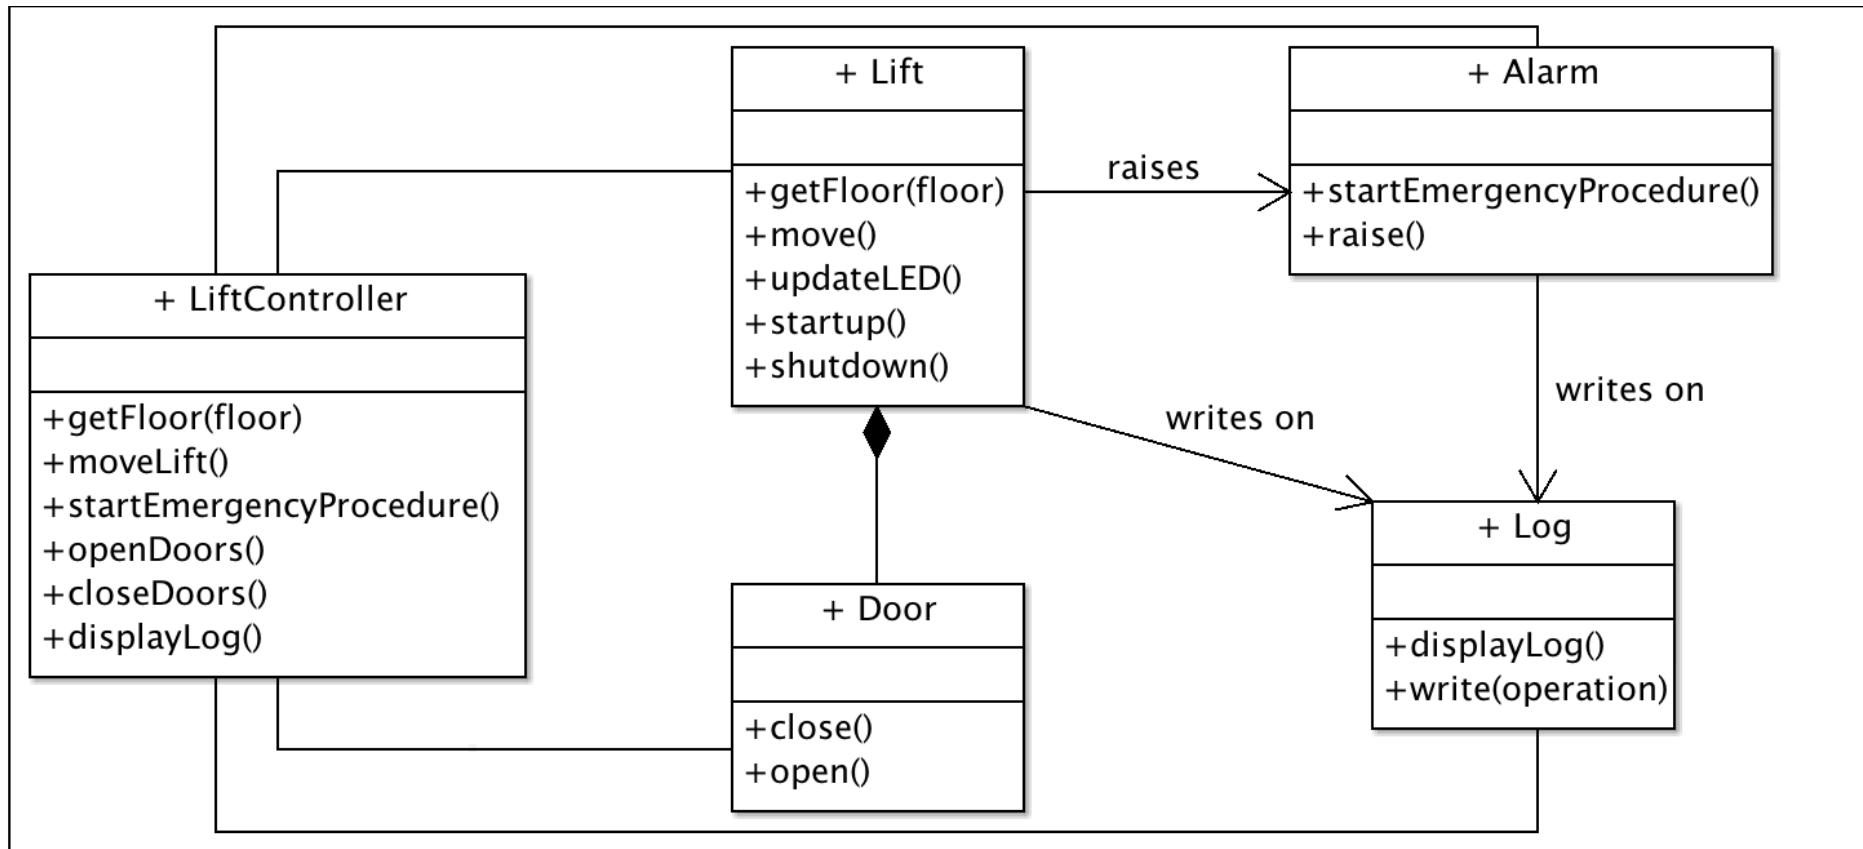 + Lift
+getFloor(floor)
+move()
+updateLED()
+startup()
+shutdown()
+ Alarm
+startEmergencyProcedure()
+raise()
raises
+ LiftController
+getFloor(floor)
+moveLift()
+startEmergencyProcedure()
+openDoors()
+closeDoors()
+displayLog()
writes on
writes on
+ Door
+close()
+open()
+ Log
+displayLog()
+write(operation)